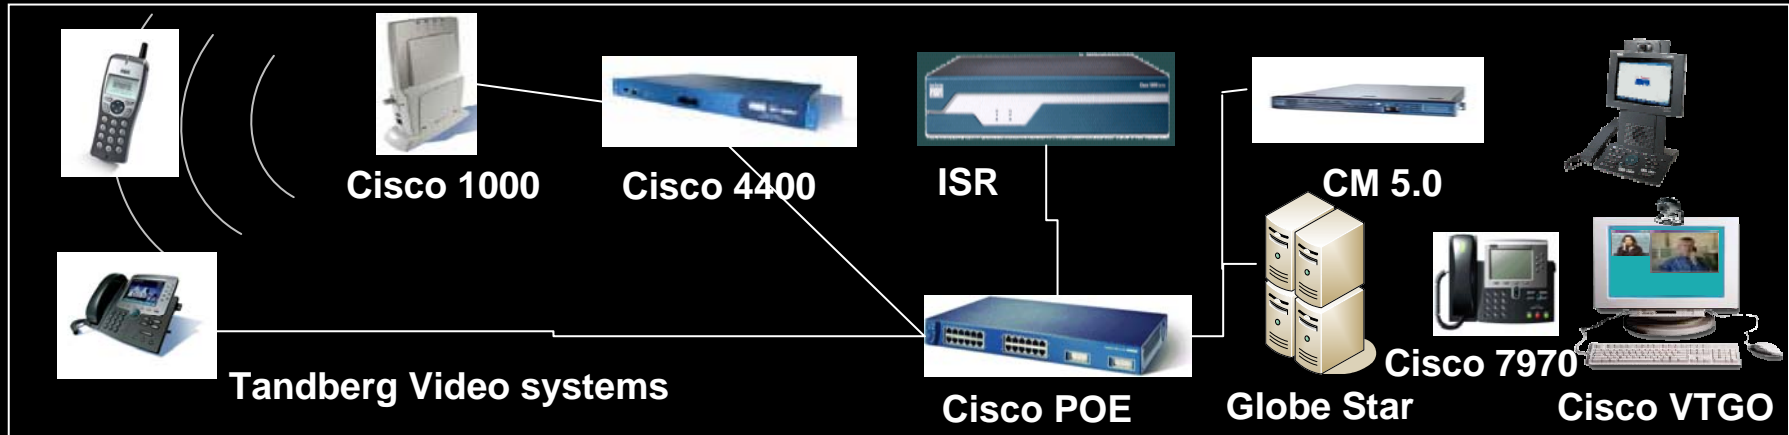 Cisco 1000
Cisco 4400
ISR
CM 5.0
Tandberg Video systems
Cisco POE
Globe Star
Cisco 7970
Cisco VTGO